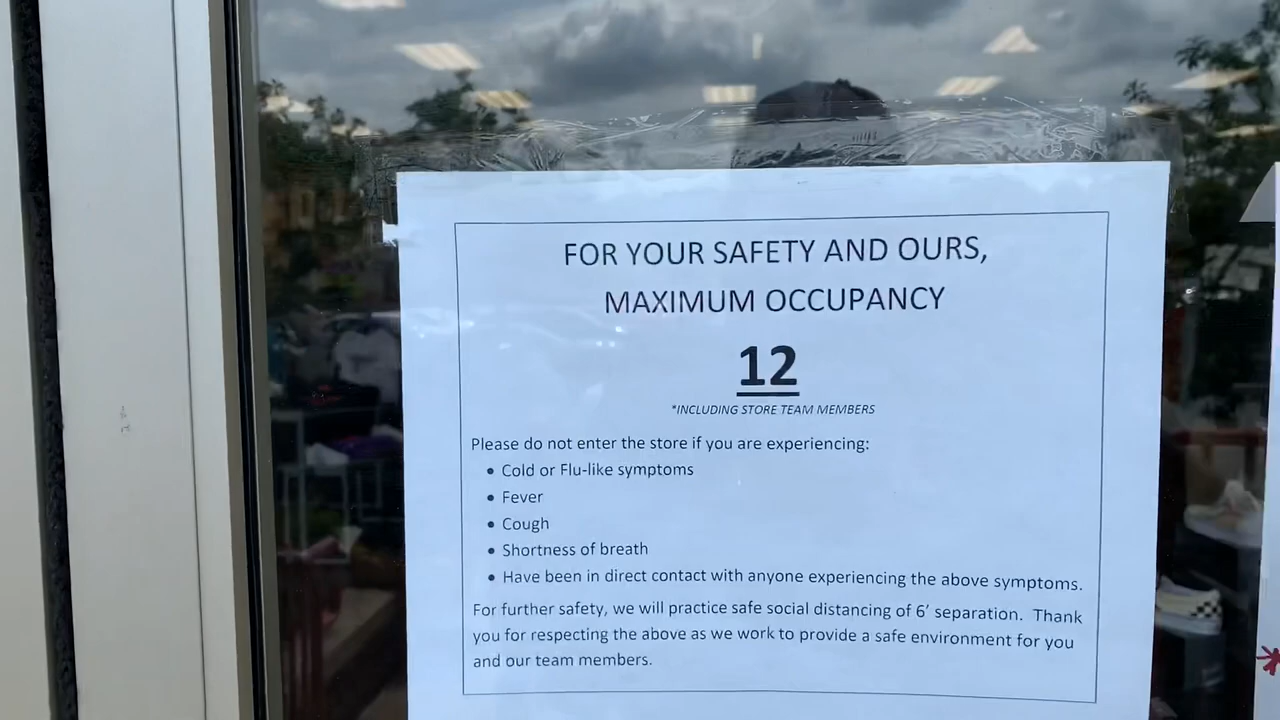 FOR YOUR SAFETY AND OURS,
MAXIMUM OCCUPANCY
12
*INCLUDING STORE TEAM MEMBERS
Please do not enter the store if you are experiencing:
• Cold or Flu-like symptoms
• Fever
• Cough
• Shortness of breath
• Have been in direct contact with anyone experiencing the above symptoms.
For further safety, we will practice safe social distancing of 6' separation. Thank
you for respecting the above as we work to provide a safe environment for you
and our team members.